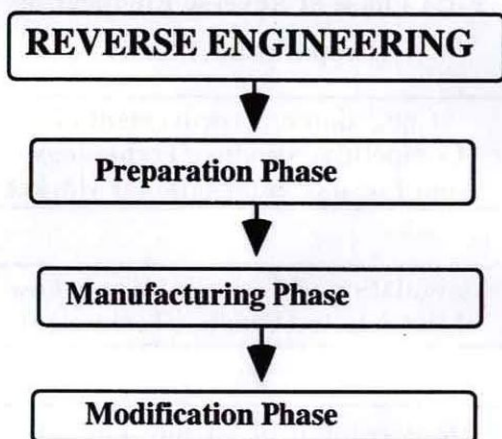 REVERSE ENGINEERING
Preparation Phase
Manufacturing Phase
Modification Phase